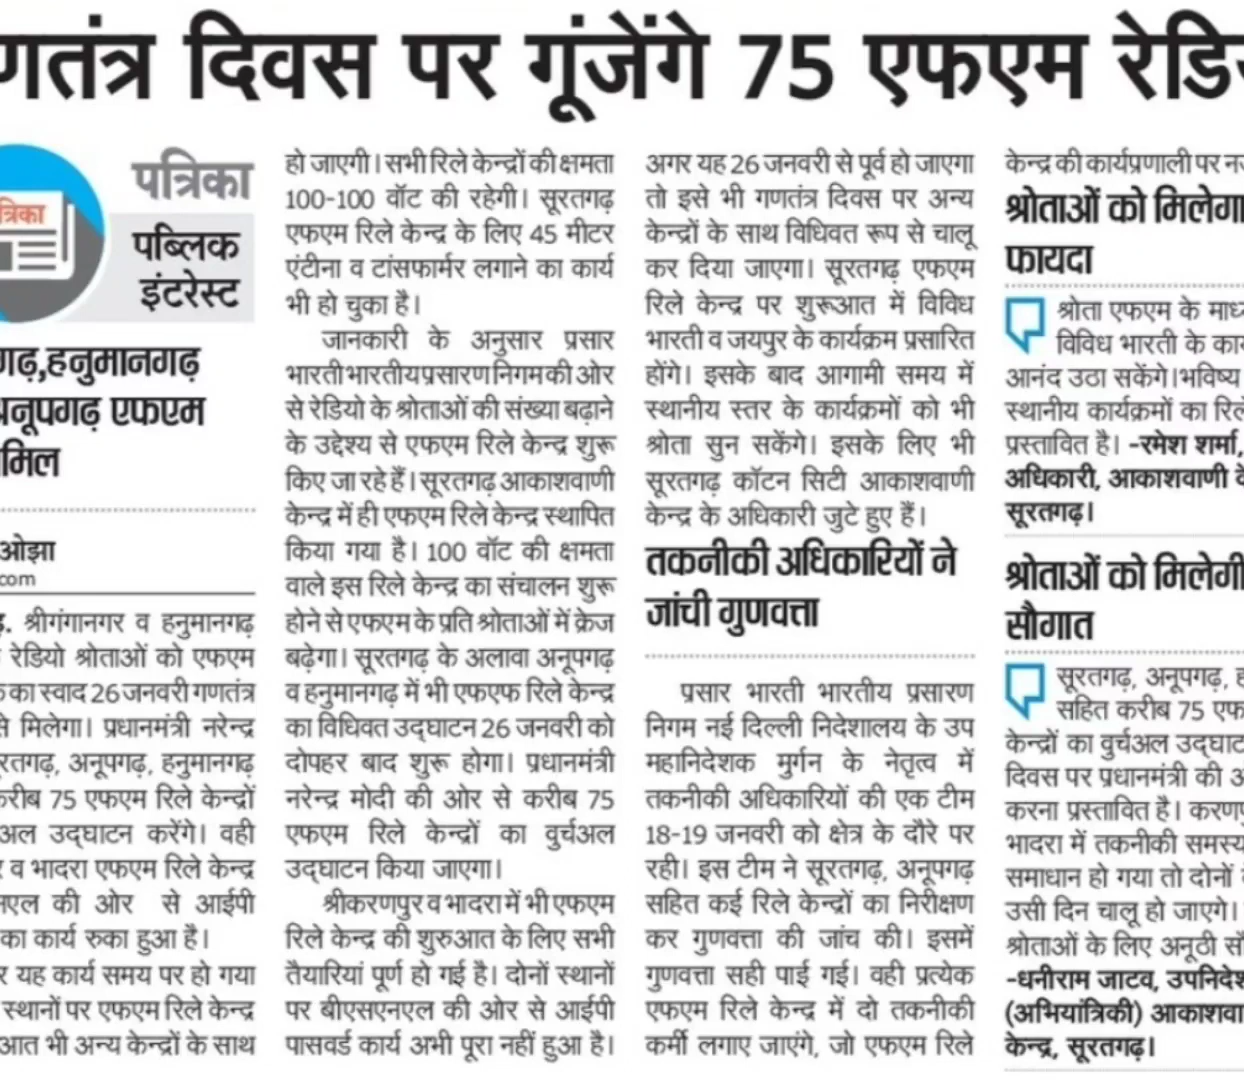 गणतंत्र दिवस पर गूंजेंगे 75 एफएम रेडियो
पत्रिका
त्रिका
पब्लिक
इंटरेस्ट
गढ़,हनुमानगढ़
अनूपगढ़ एफएम
मिल
ओझा
com
श्रीगंगानगर व हनुमानगढ़
रेडियो श्रोताओं को एफएम
का स्वाद 26 जनवरी गणतंत्र
से मिलेगा। प्रधानमंत्री नरेन्द्र
रतगढ़, अनूपगढ़, हनुमानगढ़
करीब 75 एफएम रिले केन्द्रों
अल उद्घाटन करेंगे। वही
र व भादरा एफएम रिले केन्द्र
नएल की ओर से आईपी
का कार्य रुका हुआ है।
र यह कार्य समय पर हो गया
स्थानों पर एफएम रिले केन्द्र
आत भी अन्य केन्द्रों के साथ
हो जाएगी। सभी रिले केन्द्रों की क्षमता
100-100 वॉट की रहेगी। सूरतगढ़
एफएम रिले केन्द्र के लिए 45 मीटर
एंटीना व टांसफार्मर लगाने का कार्य
भी हो चुका है।
जानकारी के अनुसार प्रसार
भारती भारतीय प्रसारण निगम की ओर
से रेडियो के श्रोताओं की संख्या बढ़ाने
के उद्देश्य से एफएम रिले केन्द्र शुरू
किए जा रहे हैं। सूरतगढ़ आकाशवाणी
केन्द्र में ही एफएम रिले केन्द्र स्थापित
किया गया है। 100 वॉट की क्षमता
वाले इस रिले केन्द्र का संचालन शुरू
होने से एफएम के प्रति श्रोताओं में क्रेज
बढ़ेगा। सूरतगढ़ के अलावा अनूपगढ़
व हनुमानगढ़ में भी एफएफ रिले केन्द्र
का विधिवत उद्घाटन 26 जनवरी को
दोपहर बाद शुरू होगा। प्रधानमंत्री
नरेन्द्र मोदी की ओर से करीब 75
एफएम रिले केन्द्रों का वुर्चअल
उद्घाटन किया जाएगा।
श्रीकरणपुर व भादरा में भी एफएम
रिले केन्द्र की शुरुआत के लिए सभी
तैयारियां पूर्ण हो गई है। दोनों स्थानों
पर बीएसएनएल की ओर से आईपी
पासवर्ड कार्य अभी पूरा नहीं हुआ है।
अगर यह 26 जनवरी से पूर्व हो जाएगा
तो इसे भी गणतंत्र दिवस पर अन्य
केन्द्रों के साथ विधिवत रूप से चालू
कर दिया जाएगा। सूरतगढ़ एफएम
रिले केन्द्र पर शुरूआत में विविध
भारती व जयपुर के कार्यक्रम प्रसारित
होंगे। इसके बाद आगामी समय में
स्थानीय स्तर के कार्यक्रमों को भी
श्रोता सुन सकेंगे। इसके लिए भी
सूरतगढ़ कॉटन सिटी आकाशवाणी
केन्द्र के अधिकारी जुटे हुए हैं।
तकनीकी अधिकारियों ने
जांची गुणवत्ता
प्रसार भारती भारतीय प्रसारण
निगम नई दिल्ली निदेशालय के उप
महानिदेशक मुर्गन के नेतृत्व में
तकनीकी अधिकारियों की एक टीम
18-19 जनवरी को क्षेत्र के दौरे पर
रही। इस टीम ने सूरतगढ़, अनूपगढ़
सहित कई रिले केन्द्रों का निरीक्षण
कर गुणवत्ता की जांच की। इसमें
गुणवत्ता सही पाई गई। वही प्रत्येक
एफएम रिले केन्द्र में दो तकनीकी
कर्मी लगाए जाएंगे, जो एफएम रिले
केन्द्र की कार्यप्रणाली पर
श्रोताओं को मिलेगा
फायदा
श्रोता एफएम के
विविध भारती के
आनंद उठा सकेंगे।भविष्य
स्थानीय कार्यक्रमों का
प्रस्तावित है। -रमेश शर्मा,
अधिकारी, आकाशवाणी
सूरतगढ़।
श्रोताओं को मिलेगी
सौगात
सूरतगढ़, अनूपगढ़,
सहित करीब 75
केन्द्रों का वुर्चअल
दिवस पर प्रधानमंत्री की
करना प्रस्तावित है।
भादरा में तकनीकी
समाधान हो गया तो दोनों
उसी दिन चालू हो जाएगे।
श्रोताओं के लिए अनूठी
-धनीराम जाटव,
(अभियांत्रिकी)
केन्द्र, सूरतगढ़।